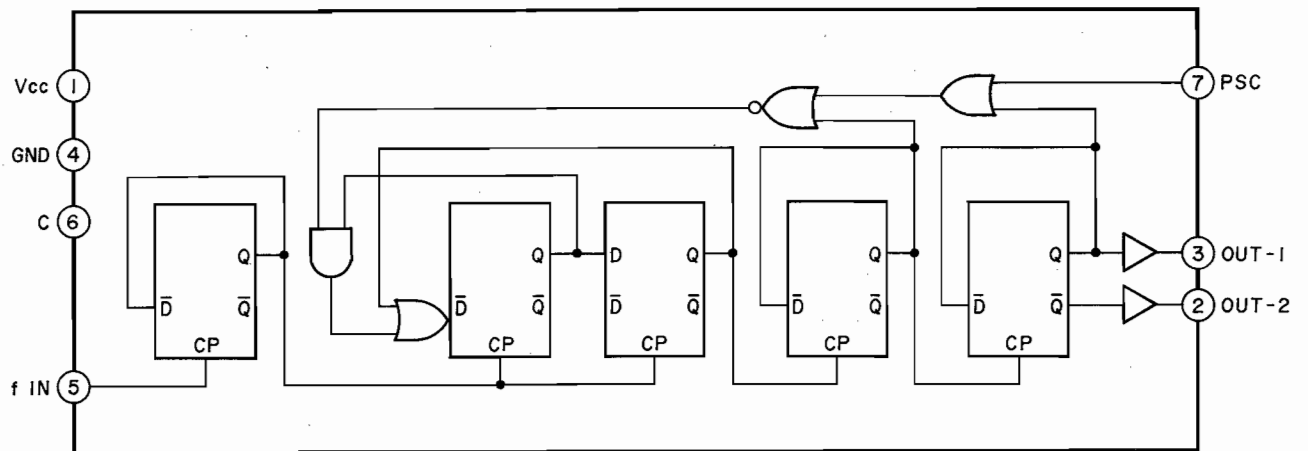 Vcc 1
GND 4
C 6
f IN 5
7 PSC
3 OUT-1
2 OUT-2
Q
D̅ Q̅
CP
Q
D̅ Q̅
CP
D Q
D̅ Q̅
CP
Q
D̅ Q̅
CP
Q
D̅ Q̅
CP